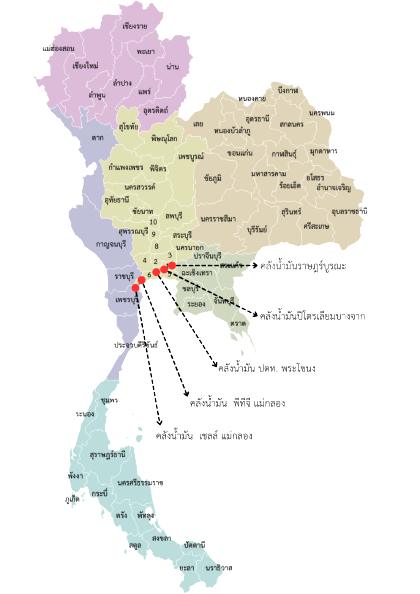 เชียงราย
แม่ฮ่องสอน
พะเยา
เชียงใหม่
น่าน
ลำปาง
แพร่
ลำพูน
อุตรดิตถ์
บึงกาฬ
หนองคาย
นครพนม
เลย
อุดรธานี
สกลนคร
หนองบัวลำภู
สุโขทัย
ตาก
พิษณุโลก
มุกดาหาร
ขอนแก่น
กาฬสินธุ์
เพชรบูรณ์
กำแพงเพชร
พิจิตร
มหาสารคาม
ยโสธร
ชัยภูมิ
ร้อยเอ็ด
อำนาจเจริญ
นครสวรรค์
อุทัยธานี
ชัยนาท
ลพบุรี
นครราชสีมา
สุรินทร์
อุบลราชธานี
บุรีรัมย์
ศรีสะเกษ
10
สุพรรณบุรี
9
สระบุรี
กาญจนบุรี
8
นครนายก
3
ปราจีนบุรี
4
2
ราชบุรี
6
ฉะเชิงเทรา
คลังน้ำมันราษฎร์บูรณะ
ชลบุรี
เพชรบุรี
ระยอง
จันทบุรี
คลังน้ำมันปิโตรเลียมบางจาก
ตราด
ประจวบคีรีขันธ์
คลังน้ำมัน ปตท. พระโขนง
ชุมพร
คลังน้ำมัน พีทีจี แม่กลอง
ระนอง
คลังน้ำมัน เชลล์ แม่กลอง
สุราษฎร์ธานี
พังงา
นครศรีธรรมราช
ภูเก็ต
กระบี่
ตรัง
พัทลุง
สตูล
สงขลา
ปัตตานี
ยะลา
นราธิวาส